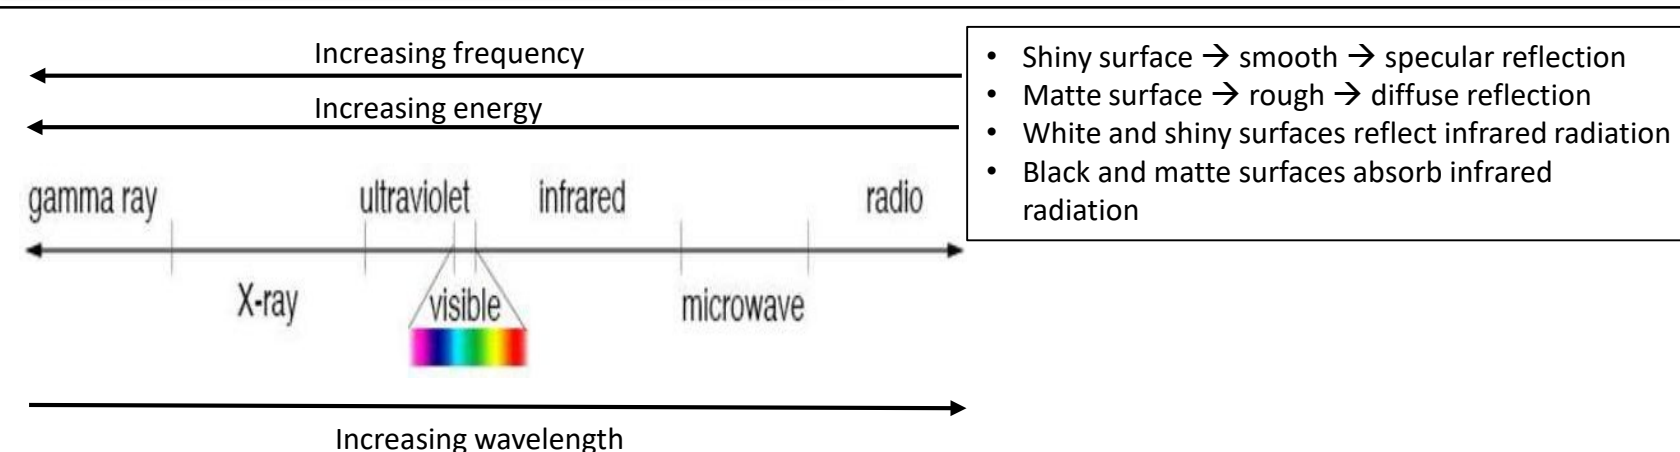 Increasing frequency
Increasing energy
gamma ray ultraviolet infrared radio
X-ray visible microwave
Increasing wavelength
• Shiny surface → smooth → specular reflection
• Matte surface → rough → diffuse reflection
• White and shiny surfaces reflect infrared radiation
• Black and matte surfaces absorb infrared
radiation